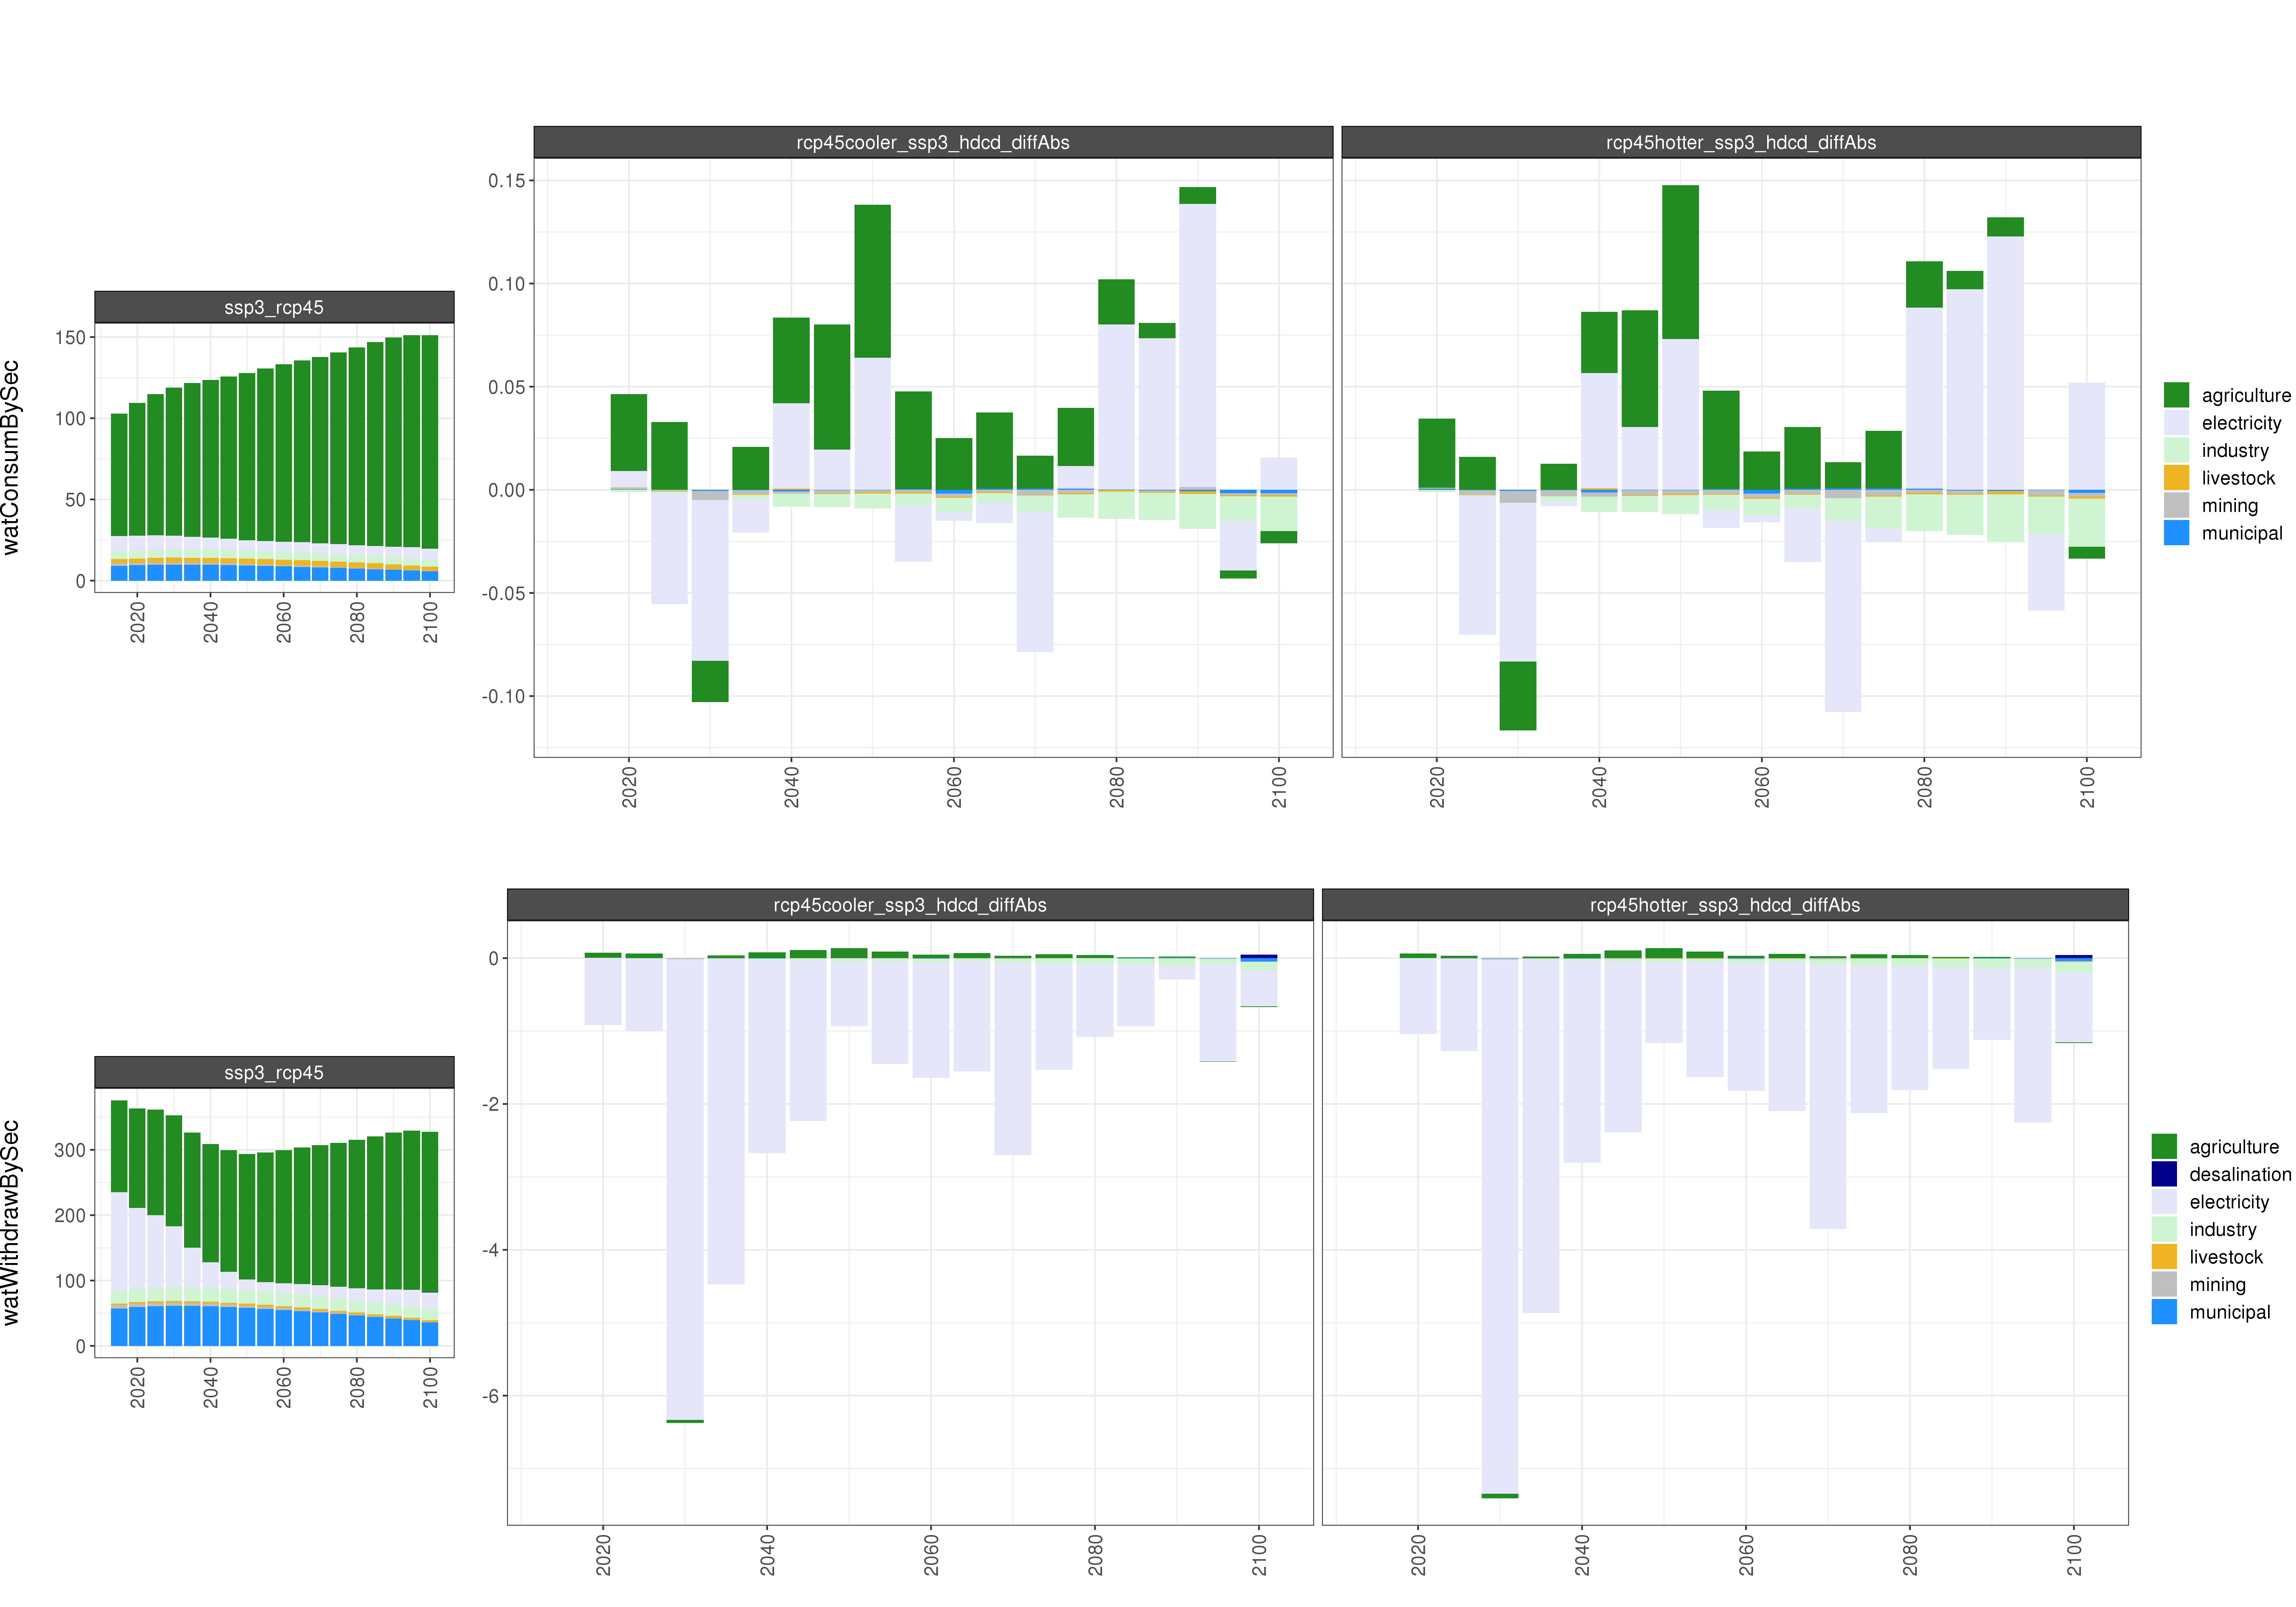 rcp45cooler_ssp3_hdcd_diffAbs
rcp45hotter_ssp3_hdcd_diffAbs
0.15
0.10
0.05
0.00
-0.05
-0.10
2020
2040
2060
2080
2100
2020
2040
2060
2080
2100
watConsumBySec
ssp3_rcp45
150
100
50
0
2020
2040
2060
2080
2100
agriculture
electricity
industry
livestock
mining
municipal
rcp45cooler_ssp3_hdcd_diffAbs
rcp45hotter_ssp3_hdcd_diffAbs
0
-2
-4
-6
2020
2040
2060
2080
2100
2020
2040
2060
2080
2100
watWithdrawBySec
ssp3_rcp45
300
200
100
0
2020
2040
2060
2080
2100
agriculture
desalination
electricity
industry
livestock
mining
municipal